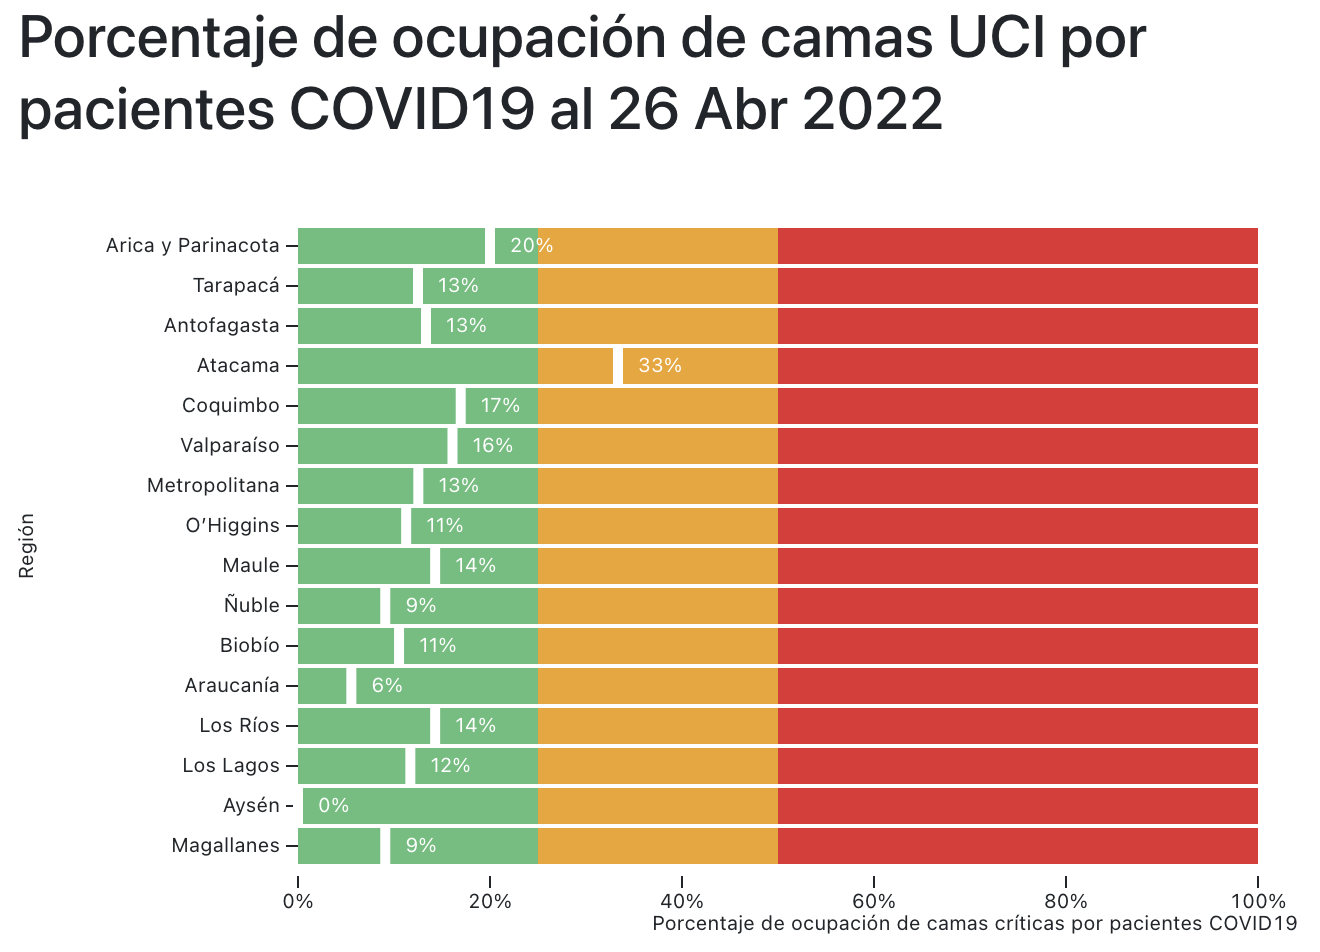 Porcentaje de ocupación de camas UCI por
pacientes COVID19 al 26 Abr 2022
Región
Arica y Parinacota 20%
Tarapacá 13%
Antofagasta 13%
Atacama 33%
Coquimbo 17%
Valparaíso 16%
Metropolitana 13%
O’Higgins 11%
Maule 14%
Ñuble 9%
Biobío 11%
Araucanía 6%
Los Ríos 14%
Los Lagos 12%
Aysén 0%
Magallanes 9%
0% 20% 40% 60% 80% 100%
Porcentaje de ocupación de camas críticas por pacientes COVID19